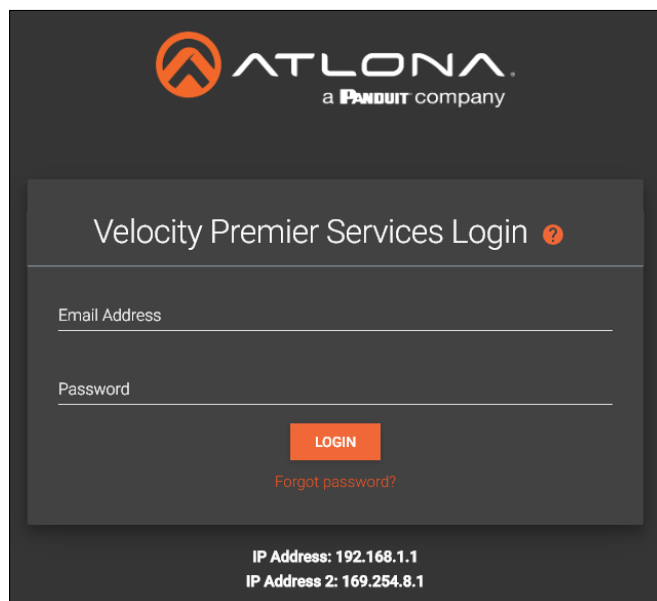 ATLONA.
a PANDUIT company
Velocity Premier Services Login ?
Email Address
Password
LOGIN
Forgot password?
IP Address: 192.168.1.1
IP Address 2: 169.254.8.1